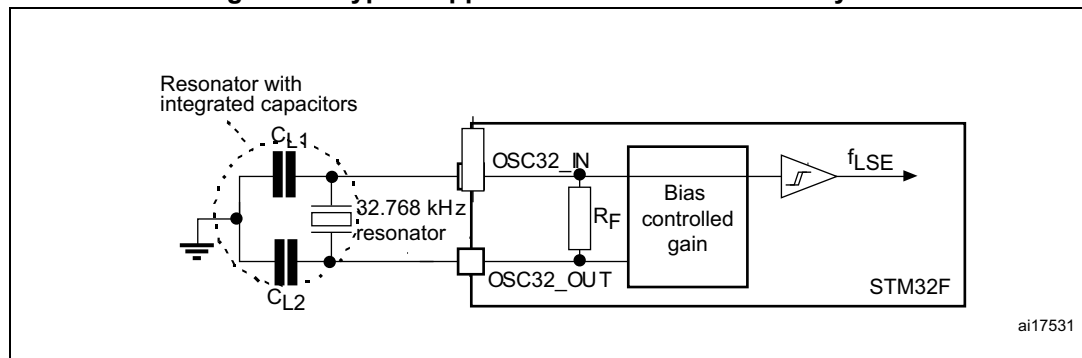 Resonator with
integrated capacitors
CL1
OSC32_IN
fLSE
32.768 kHz
resonator
RF
Bias
controlled
gain
OSC32_OUT
STM32F
CL2
ai17531